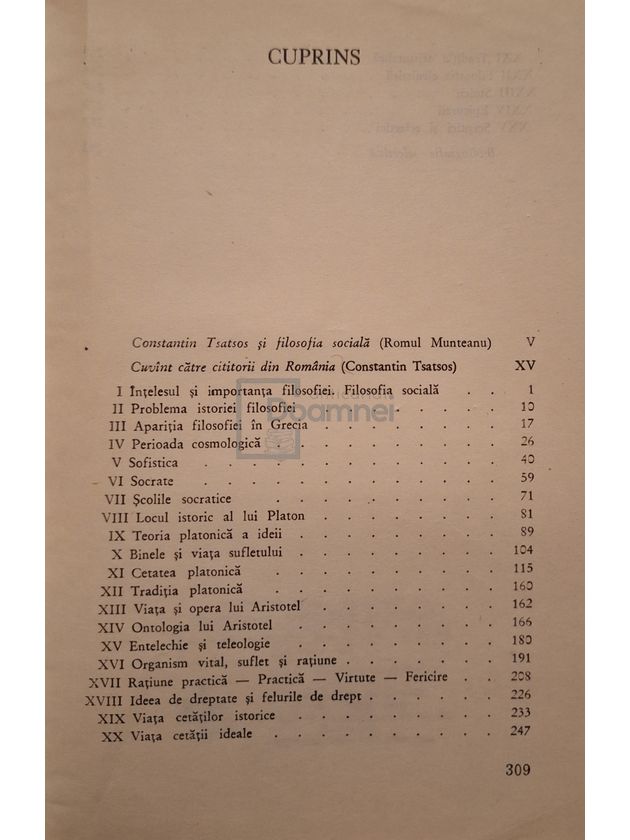 CUPRINS
Constantin Tsatsos și filosofia socială (Romul Munteanu) V
Cuvînt către cititorii din România (Constantin Tsatsos) XV
I Înțelesul și importanța filosofiei. Filosofia socială . . 1
II Problema istoriei filosofiei . . . . . . . . 10
III Apariția filosofiei în Grecia . . . . . . . . 17
IV Perioada cosmologică . . . . . . . . . . 26
V Sofistica . . . . . . . . . . . . 40
VI Socrate . . . . . . . . . . . . 59
VII Școlile socratice . . . . . . . . . . 71
VIII Locul istoric al lui Platon . . . . . . . . 81
IX Teoria platonică a ideii . . . . . . . . . 89
X Binele și viața sufletului . . . . . . . . 104
XI Cetatea platonică . . . . . . . . . . 115
XII Tradiția platonică . . . . . . . . . . 160
XIII Viața și opera lui Aristotel . . . . . . . . 162
XIV Ontologia lui Aristotel . . . . . . . . . 166
XV Entelechie și teleologie . . . . . . . . . 180
XVI Organism vital, suflet și rațiune . . . . . . . 191
XVII Rațiune practică — Practică — Virtute — Fericire . . 208
XVIII Ideea de dreptate și felurile de drept . . . . . . 226
XIX Viața cetăților istorice . . . . . . . . . 233
XX Viața cetății ideale . . . . . . . . . . 247
309
Doamnei